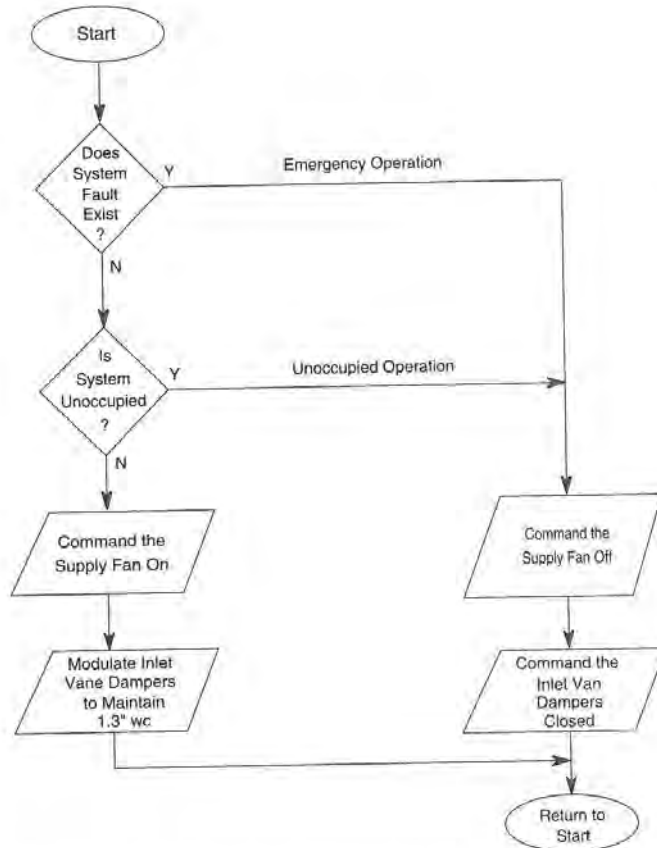 Start
Does
System
Fault
Exist
?
Y
Emergency Operation
N
Is
System
Unoccupied
?
Y
Unoccupied Operation
N
Command the
Supply Fan On
Command the
Supply Fan Off
Modulate Inlet
Vane Dampers
to Maintain
1.3" wc
Command the
Inlet Van
Dampers
Closed
Return to
Start